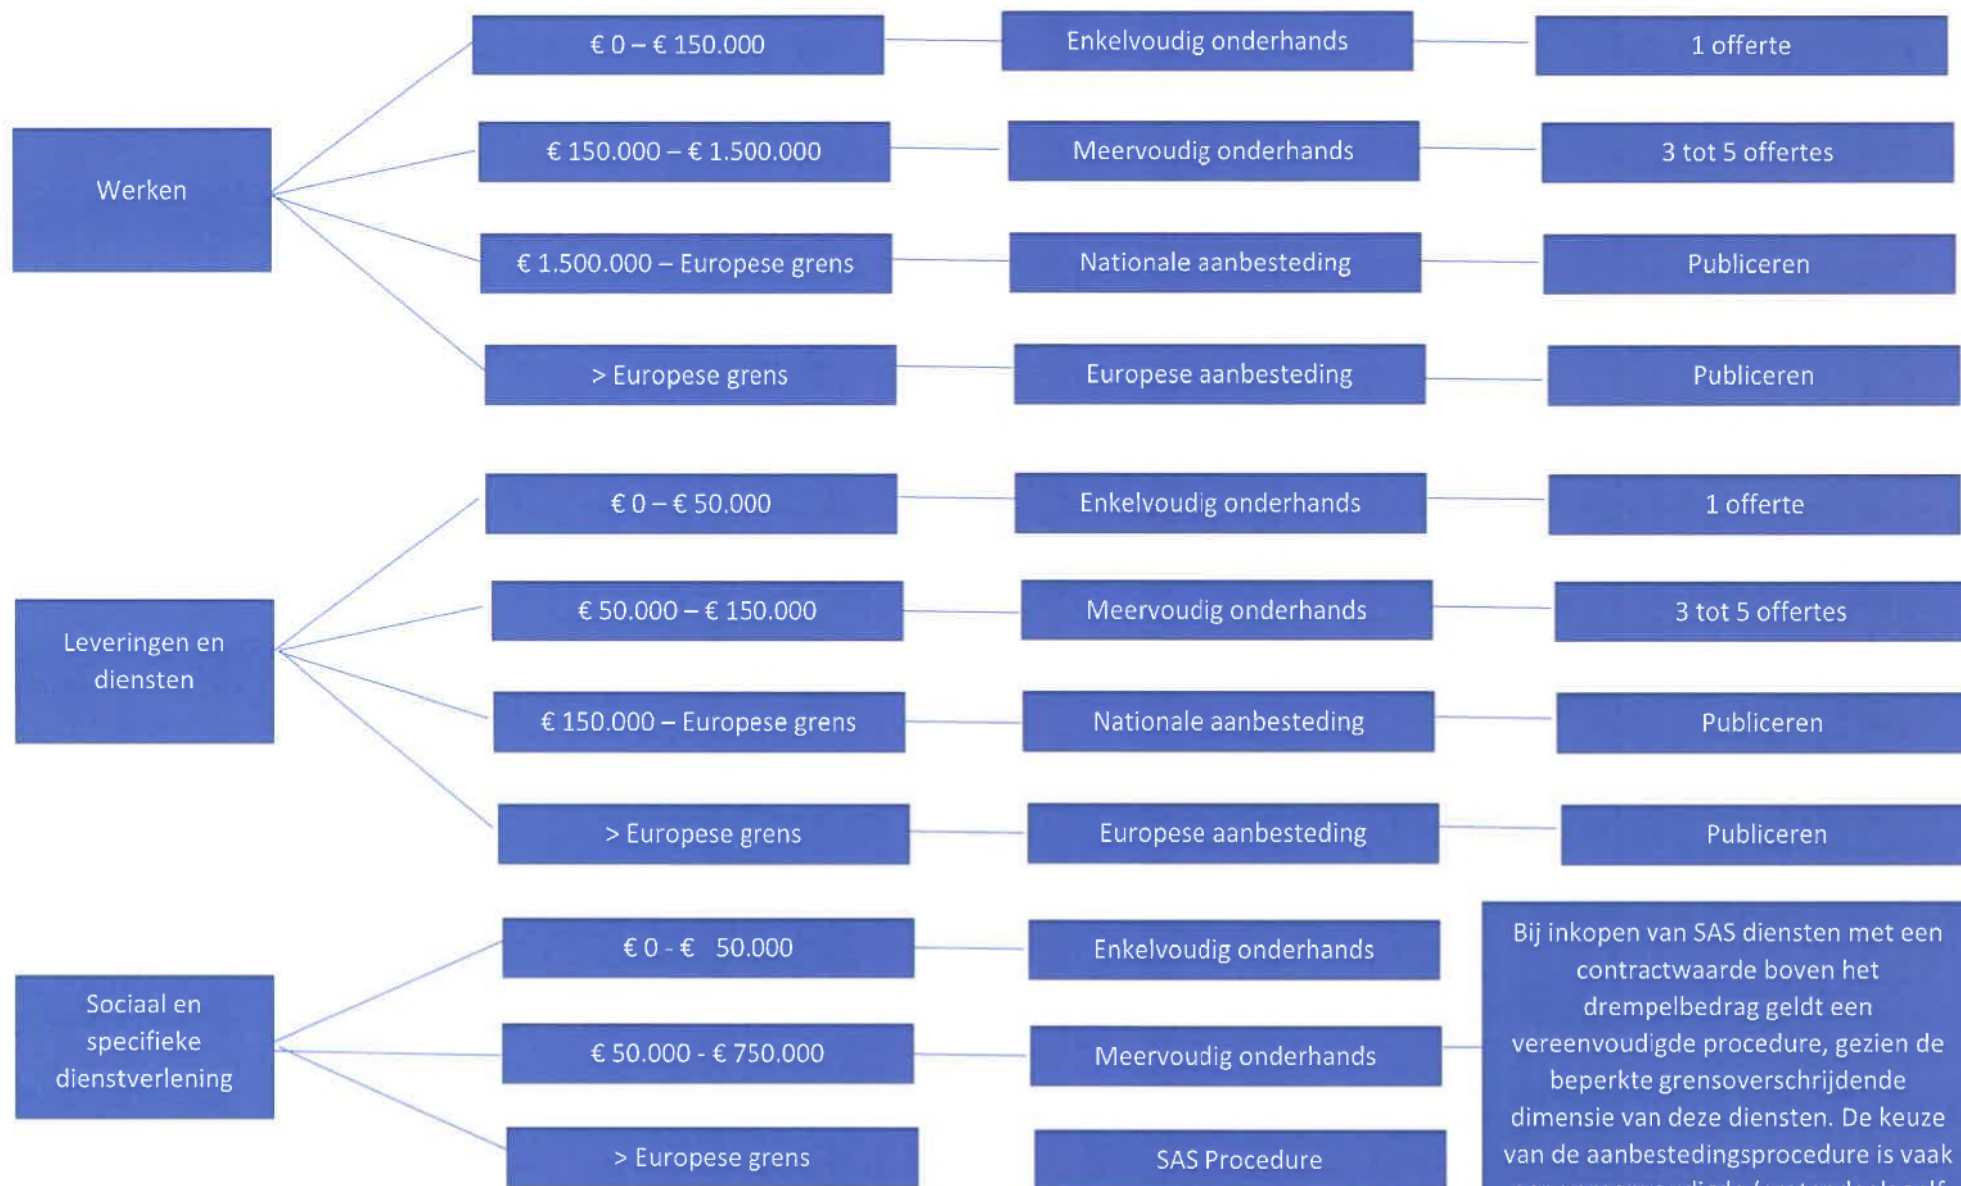 Werken
€ 0 – € 150.000
Enkelvoudig onderhands
1 offerte
€ 150.000 – € 1.500.000
Meervoudig onderhands
3 tot 5 offertes
€ 1.500.000 – Europese grens
Nationale aanbesteding
Publiceren
> Europese grens
Europese aanbesteding
Publiceren
Leveringen en
diensten
€ 0 – € 50.000
Enkelvoudig onderhands
1 offerte
€ 50.000 – € 150.000
Meervoudig onderhands
3 tot 5 offertes
€ 150.000 – Europese grens
Nationale aanbesteding
Publiceren
> Europese grens
Europese aanbesteding
Publiceren
Sociaal en
specifieke
dienstverlening
€ 0 - € 50.000
Enkelvoudig onderhands
€ 50.000 - € 750.000
Meervoudig onderhands
> Europese grens
SAS Procedure
Bij inkopen van SAS diensten met een
contractwaarde boven het
drempelbedrag geldt een
vereenvoudigde procedure, gezien de
beperkte grensoverschrijdende
dimensie van deze diensten. De keuze
van de aanbestedingsprocedure is vaak